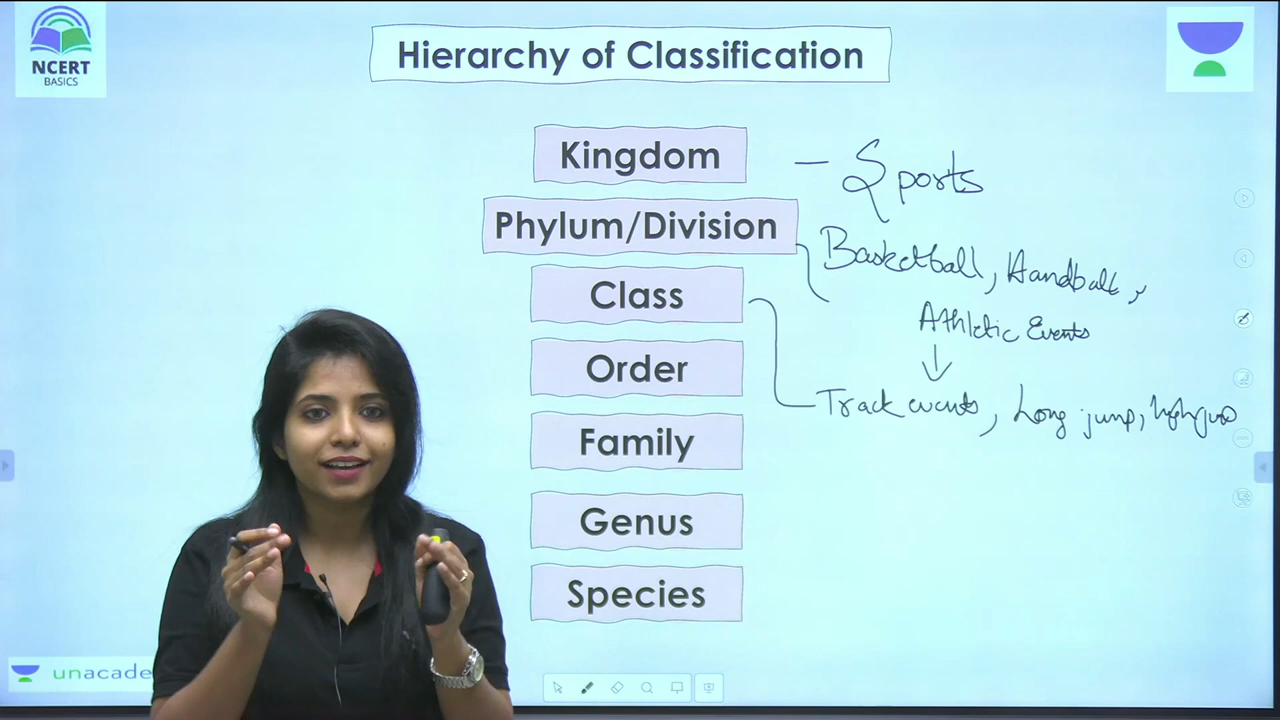 NCERT
BASICS
Hierarchy of Classification
Kingdom
– Sports
Phylum/Division
Basketball, Handball,
Class
Athletic Events
Order
Track events, Long jump, high jump
Family
Genus
Species
unacade